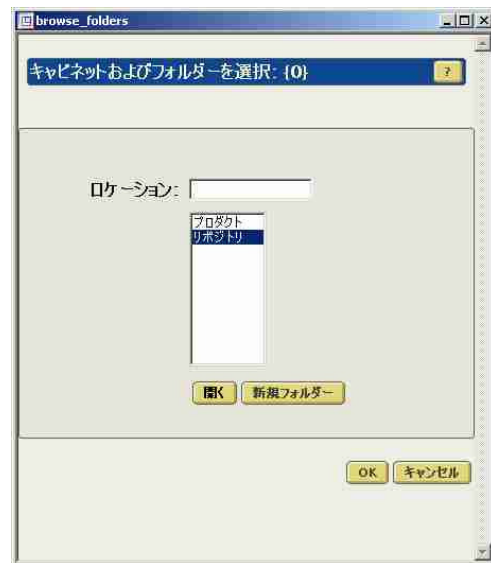 browse_folders
キャビネットおよびフォルダーを選択: {0}
?
ロケーション:
プロダクト
リポジトリ
開く 新規フォルダー
OK キャンセル